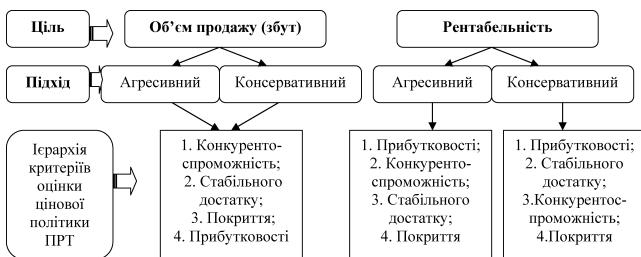 Ціль
Об’єм продажу (збут)
Рентабельність
Підхід
Агресивний
Консервативний
Агресивний
Консервативний
Ієрархія
критеріїв
оцінки
цінової
політики
ПРТ
1. Конкуренто-
спроможність;
2. Стабільного
достатку;
3. Покриття;
4. Прибутковості
1. Прибутковості;
2. Конкуренто-
спроможність;
3. Стабільного
достатку;
4. Покриття
1. Прибутковості;
2. Стабільного
достатку;
3.Конкурентос-
проможність;
4.Покриття